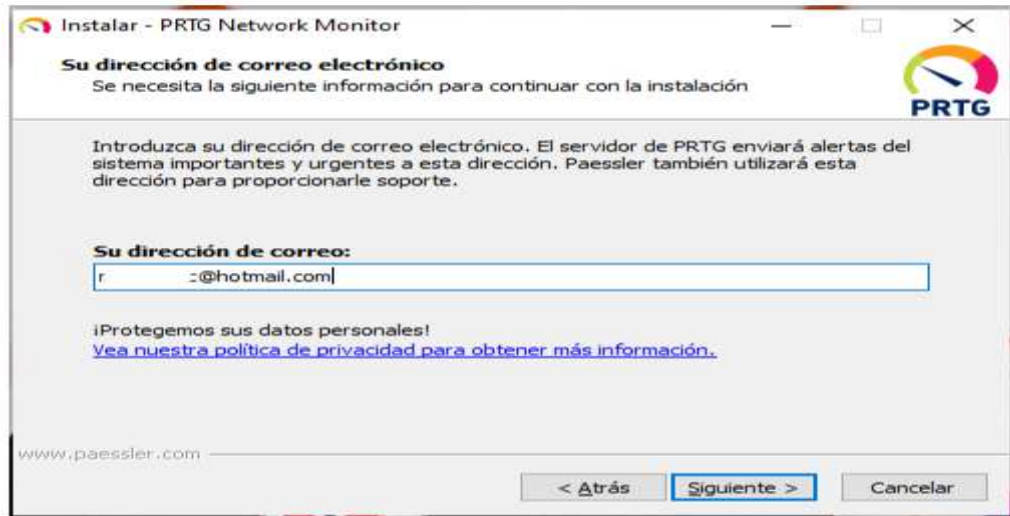 Instalar - PRTG Network Monitor
Su dirección de correo electrónico
Se necesita la siguiente información para continuar con la instalación
PRTG
Introduzca su dirección de correo electrónico. El servidor de PRTG enviará alertas del
sistema importantes y urgentes a esta dirección. Paessler también utilizará esta
dirección para proporcionarle soporte.
Su dirección de correo:
@hotmail.com
¡Protegemos sus datos personales!
Vea nuestra política de privacidad para obtener más información.
www.paessler.com
< Atrás
Siguiente >
Cancelar